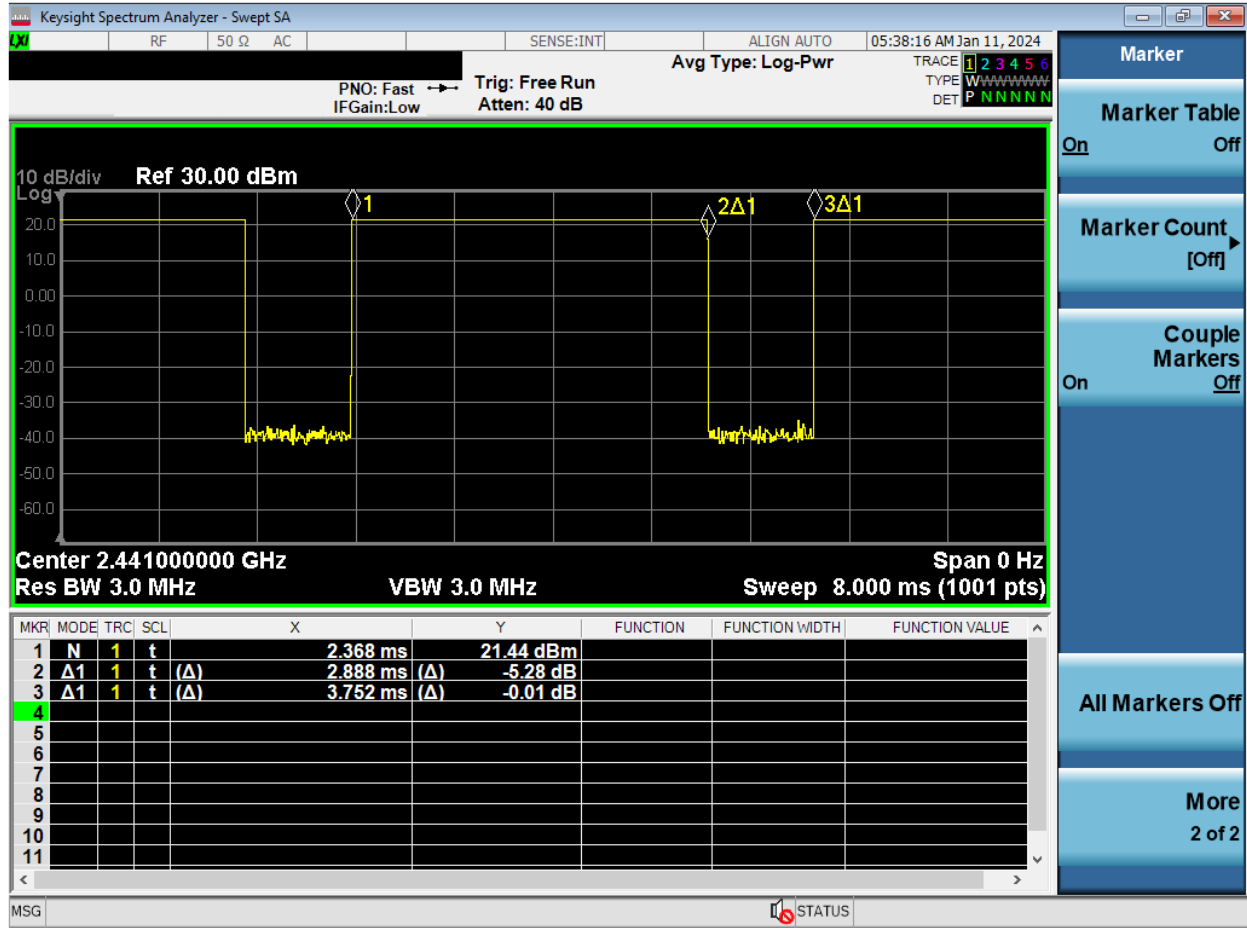 Keysight Spectrum Analyzer - Swept SA
LXI RF 50 Ω AC SENSE:INT ALIGN AUTO 05:38:16 AM Jan 11, 2024
Avg Type: Log-Pwr TRACE 1 2 3 4 5 6
PNO: Fast Trig: Free Run TYPE WWWWWW
IFGain:Low Atten: 40 dB DET P N N N N N
10 dB/div Ref 30.00 dBm
Log
1 2Δ1 3Δ1
20.0
10.0
0.00
-10.0
-20.0
-30.0
-40.0
-50.0
-60.0
Center 2.441000000 GHz Span 0 Hz
Res BW 3.0 MHz VBW 3.0 MHz Sweep 8.000 ms (1001 pts)
MKR MODE TRC SCL X Y FUNCTION FUNCTION WIDTH FUNCTION VALUE
1 N 1 t 2.368 ms 21.44 dBm
2 Δ1 1 t (Δ) 2.888 ms (Δ) -5.28 dB
3 Δ1 1 t (Δ) 3.752 ms (Δ) -0.01 dB
4
5
6
7
8
9
10
11
MSG STATUS
Marker
Marker Table
On Off
Marker Count
[Off]
Couple
Markers
On Off
All Markers Off
More
2 of 2